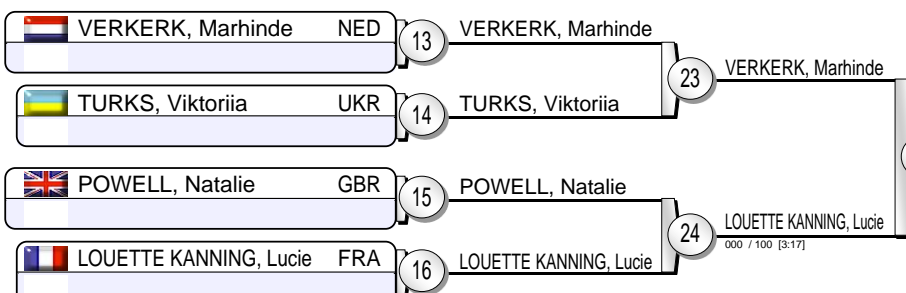 VERKERK, Marhinde NED
13
VERKERK, Marhinde
23
VERKERK, Marhinde
TURKS, Viktoriia UKR
14
TURKS, Viktoriia
POWELL, Natalie GBR
15
POWELL, Natalie
24
LOUETTE KANNING, Lucie
000 / 100 [3:17]
LOUETTE KANNING, Lucie FRA
16
LOUETTE KANNING, Lucie